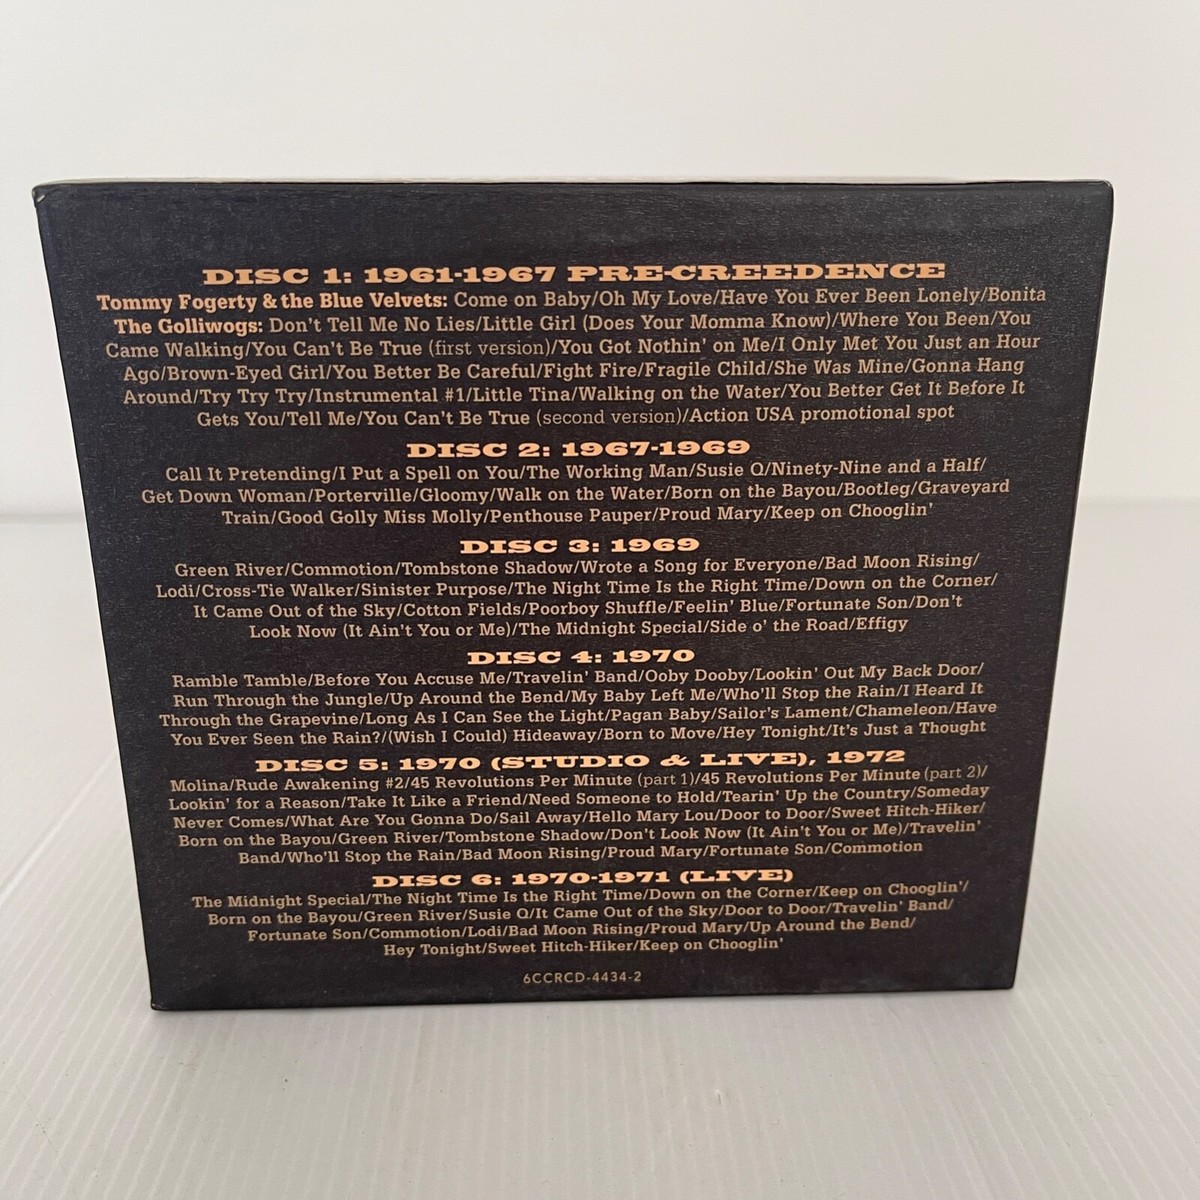 DISC 1: 1961-1967 PRE-CREEDENCE
Tommy Fogerty & the Blue Velvets: Come on Baby/Oh My Love/Have You Ever Been Lonely/Bonita
The Golliwogs: Don't Tell Me No Lies/Little Girl (Does Your Momma Know)/Where You Been/You
Came Walking/You Can't Be True (first version)/You Got Nothin' on Me/I Only Met You Just an Hour
Ago/Brown-Eyed Girl/You Better Be Careful/Fight Fire/Fragile Child/She Was Mine/Gonna Hang
Around/Try Try Try/Instrumental #1/Little Tina/Walking on the Water/You Better Get It Before It
Gets You/Tell Me/You Can't Be True (second version)/Action USA promotional spot
DISC 2: 1967-1969
Call It Pretending/I Put a Spell on You/The Working Man/Susie Q/Ninety-Nine and a Half/
Get Down Woman/Porterville/Gloomy/Walk on the Water/Born on the Bayou/Bootleg/Graveyard
Train/Good Golly Miss Molly/Penthouse Pauper/Proud Mary/Keep on Chooglin'
DISC 3: 1969
Green River/Commotion/Tombstone Shadow/Wrote a Song for Everyone/Bad Moon Rising/
Lodi/Cross-Tie Walker/Sinister Purpose/The Night Time Is the Right Time/Down on the Corner/
It Came Out of the Sky/Cotton Fields/Poorboy Shuffle/Feelin' Blue/Fortunate Son/Don't
Look Now (It Ain't You or Me)/The Midnight Special/Side o' the Road/Effigy
DISC 4: 1970
Ramble Tamble/Before You Accuse Me/Travelin' Band/Ooby Dooby/Lookin' Out My Back Door/
Run Through the Jungle/Up Around the Bend/My Baby Left Me/Who'll Stop the Rain/I Heard It
Through the Grapevine/Long As I Can See the Light/Pagan Baby/Sailor's Lament/Chameleon/Have
You Ever Seen the Rain?/(Wish I Could) Hideaway/Born to Move/Hey Tonight/It's Just a Thought
DISC 5: 1970 (STUDIO & LIVE), 1972
Molina/Rude Awakening #2/45 Revolutions Per Minute (part 1)/45 Revolutions Per Minute (part 2)/
Lookin' for a Reason/Take It Like a Friend/Need Someone to Hold/Tearin' Up the Country/Someday
Never Comes/What Are You Gonna Do/Sail Away/Hello Mary Lou/Door to Door/Sweet Hitch-Hiker/
Born on the Bayou/Green River/Tombstone Shadow/Don't Look Now (It Ain't You or Me)/Travelin'
Band/Who'll Stop the Rain/Bad Moon Rising/Proud Mary/Fortunate Son/Commotion
DISC 6: 1970-1971 (LIVE)
The Midnight Special/The Night Time Is the Right Time/Down on the Corner/Keep on Chooglin'/
Born on the Bayou/Green River/Susie Q/It Came Out of the Sky/Door to Door/Travelin' Band/
Fortunate Son/Commotion/Lodi/Bad Moon Rising/Proud Mary/Up Around the Bend/
Hey Tonight/Sweet Hitch-Hiker/Keep on Chooglin'
6CCRCD-4434-2